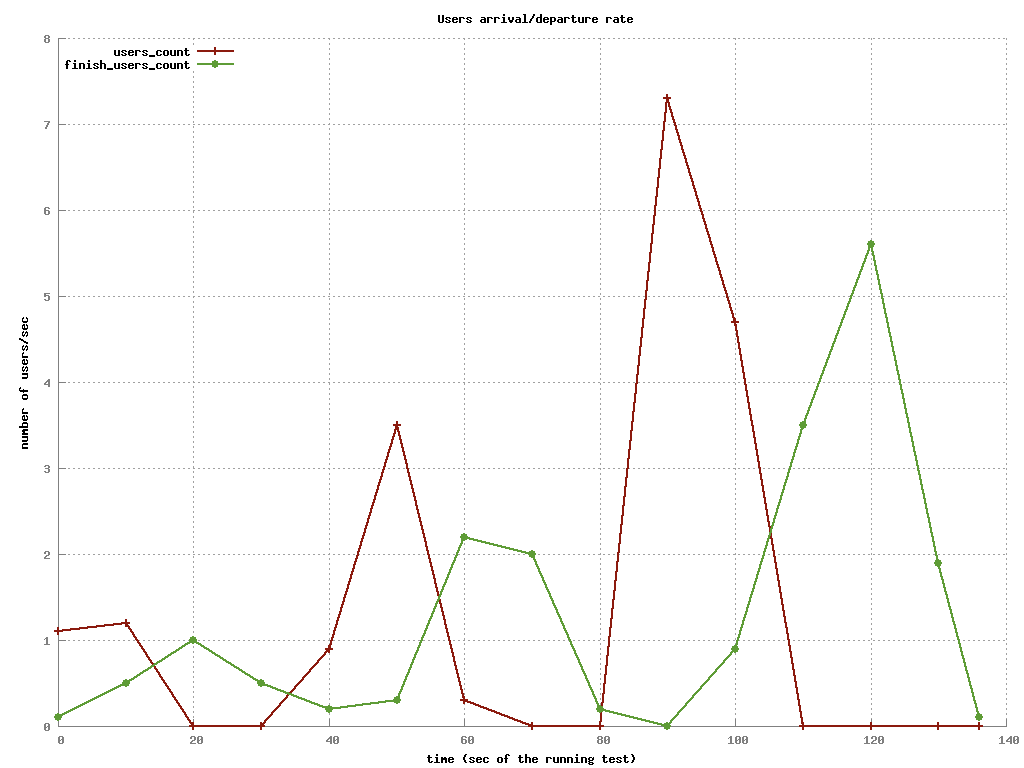 Users arrival/departure rate
users_count
finish_users_count
8
7
6
5
4
3
2
1
0
number of users/sec
0 20 40 60 80 100 120 140
time (sec of the running test)